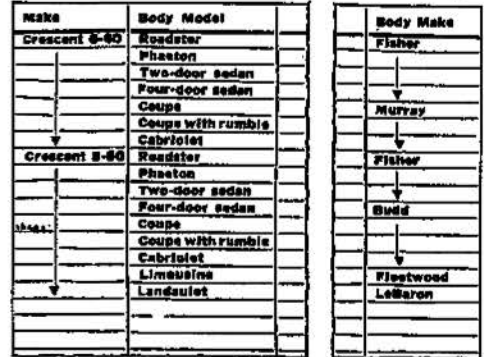 Make Body Model
Crescent 6-60 Roadster
Phaeton
Two-door sedan
Four-door sedan
Coupe
Coupe with rumble
Cabriolet
Crescent 8-60 Roadster
Phaeton
Two-door sedan
Four-door sedan
Coupe
Coupe with rumble
Cabriolet
Limousine
Landaulet
Body Make
Fisher
Murray
Fisher
Budd
Fleetwood
LeBaron